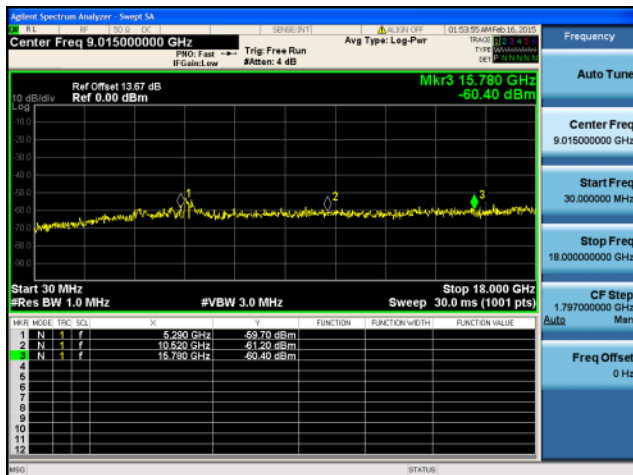 Agilent Spectrum Analyzer - Swept SA
RL RF 50 Ω DC SENSE:INT ALIGN OFF 01:53:55 AM Feb 16, 2015
Center Freq 9.015000000 GHz
PNO: Fast
IFGain:Low
Trig: Free Run
#Atten: 4 dB
Avg Type: Log-Pwr
TRACE 1 2 3 4 5 6
TYPE
DET P N N N N N
Mkr3 15.780 GHz
-60.40 dBm
Ref Offset 13.67 dB
10 dB/div Ref 0.00 dBm
Log
-10.0
-20.0
-30.0
-40.0
-50.0
-60.0
-70.0
-80.0
-90.0
1
2
3
Start 30 MHz Stop 18.000 GHz
#Res BW 1.0 MHz #VBW 3.0 MHz Sweep 30.0 ms (1001 pts)
MKR MODE TRC SCL X Y FUNCTION FUNCTION WIDTH FUNCTION VALUE
1 N 1 f 5.290 GHz -59.70 dBm
2 N 1 f 10.520 GHz -61.20 dBm
3 N 1 f 15.780 GHz -60.40 dBm
4
5
6
7
8
9
10
11
12
MSG STATUS
Frequency
Auto Tune
Center Freq
9.015000000 GHz
Start Freq
30.000000 MHz
Stop Freq
18.000000000 GHz
CF Step
1.797000000 GHz
Auto Man
Freq Offset
0 Hz